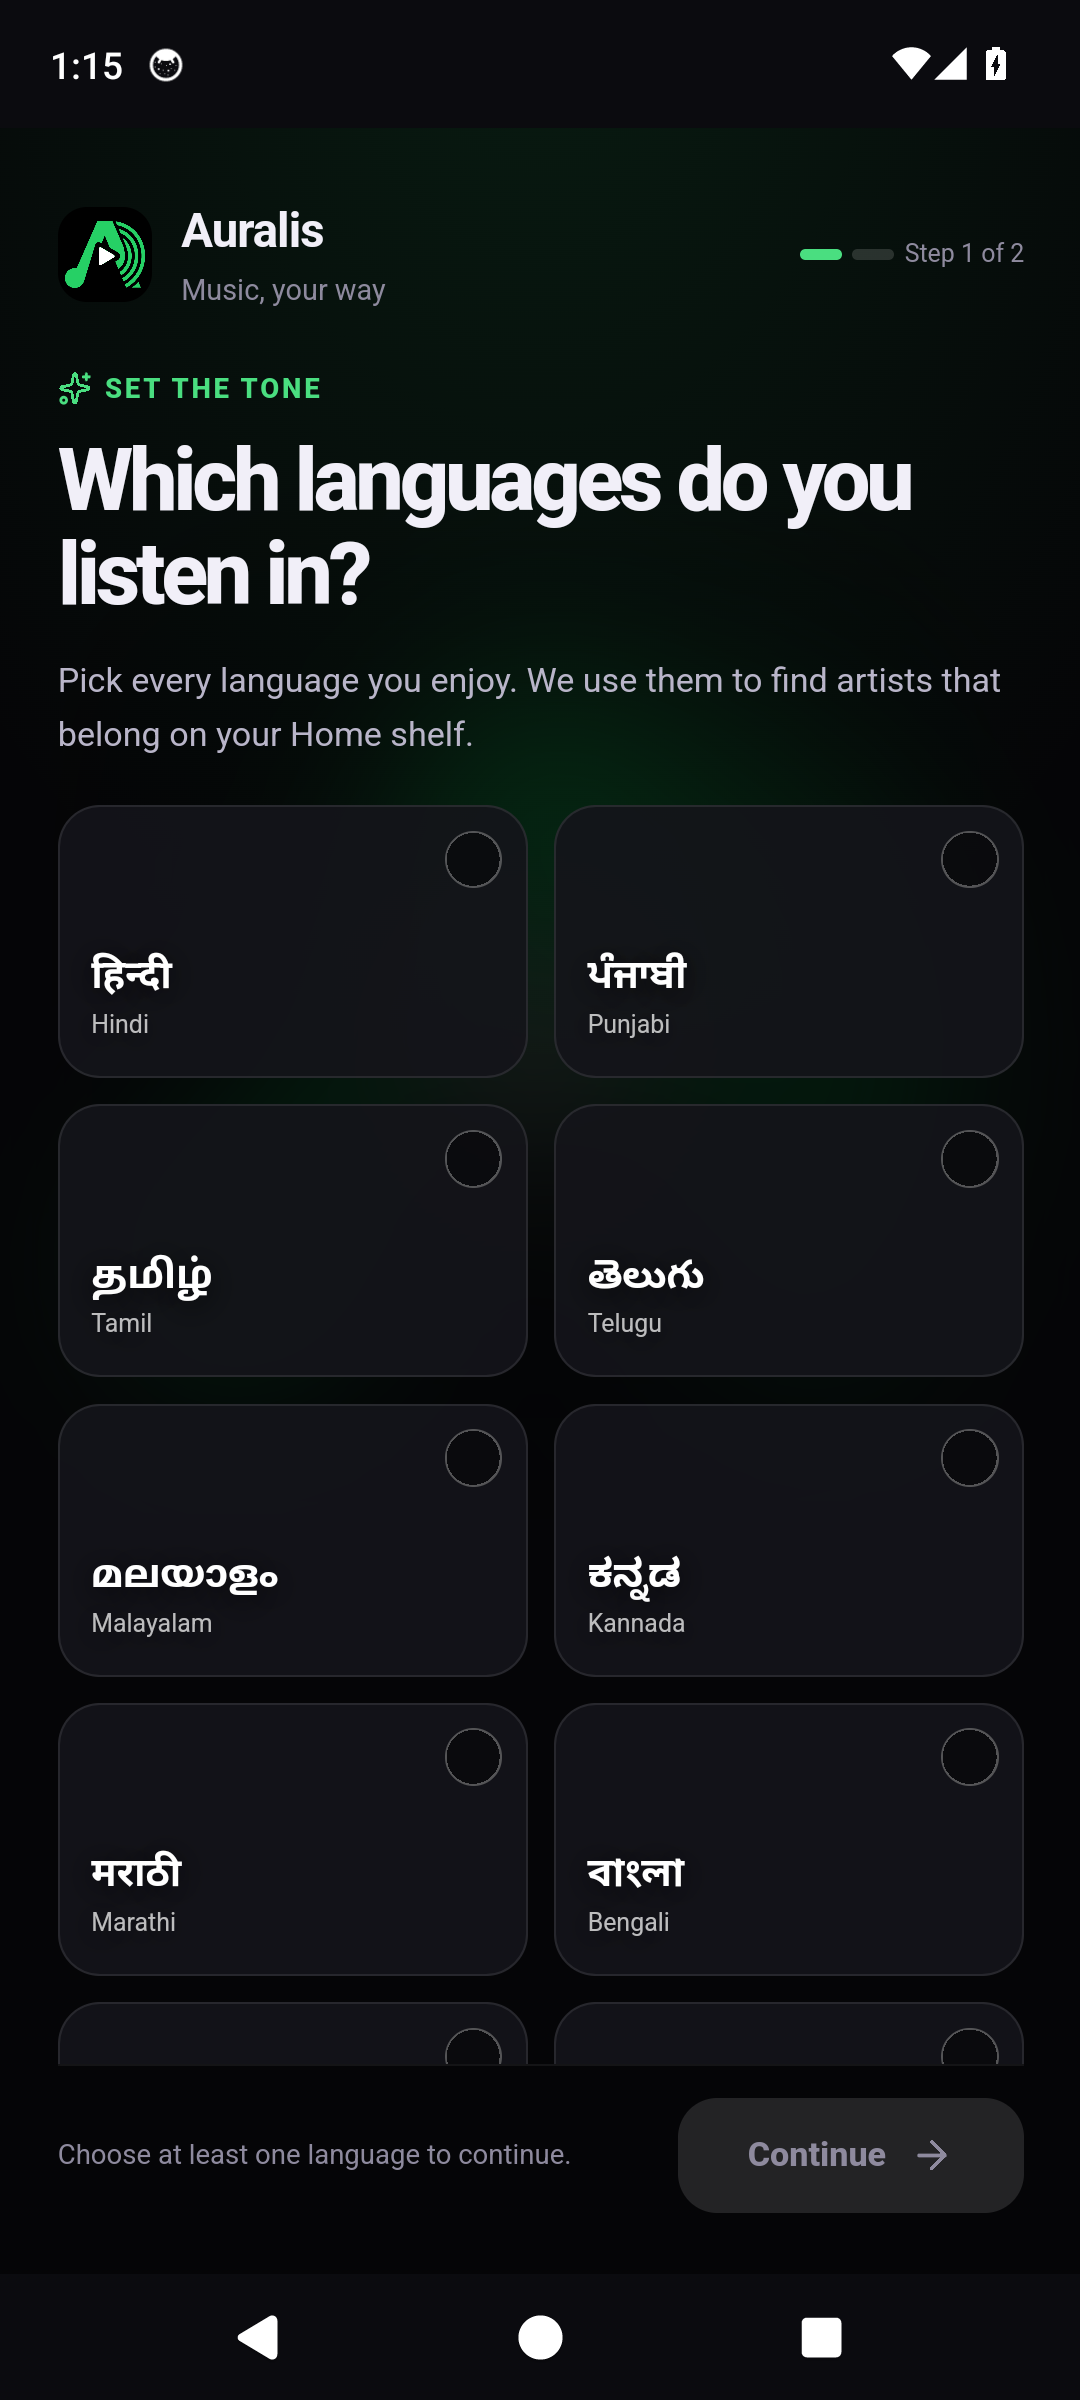 1:15
Auralis
Music, your way
Step 1 of 2
SET THE TONE
Which languages do you
listen in?
Pick every language you enjoy. We use them to find artists that
belong on your Home shelf.
हिन्दी
Hindi
ਪੰਜਾਬੀ
Punjabi
தமிழ்
Tamil
తెలుగు
Telugu
മലയാളം
Malayalam
ಕನ್ನಡ
Kannada
मराठी
Marathi
বাংলা
Bengali
Choose at least one language to continue.
Continue